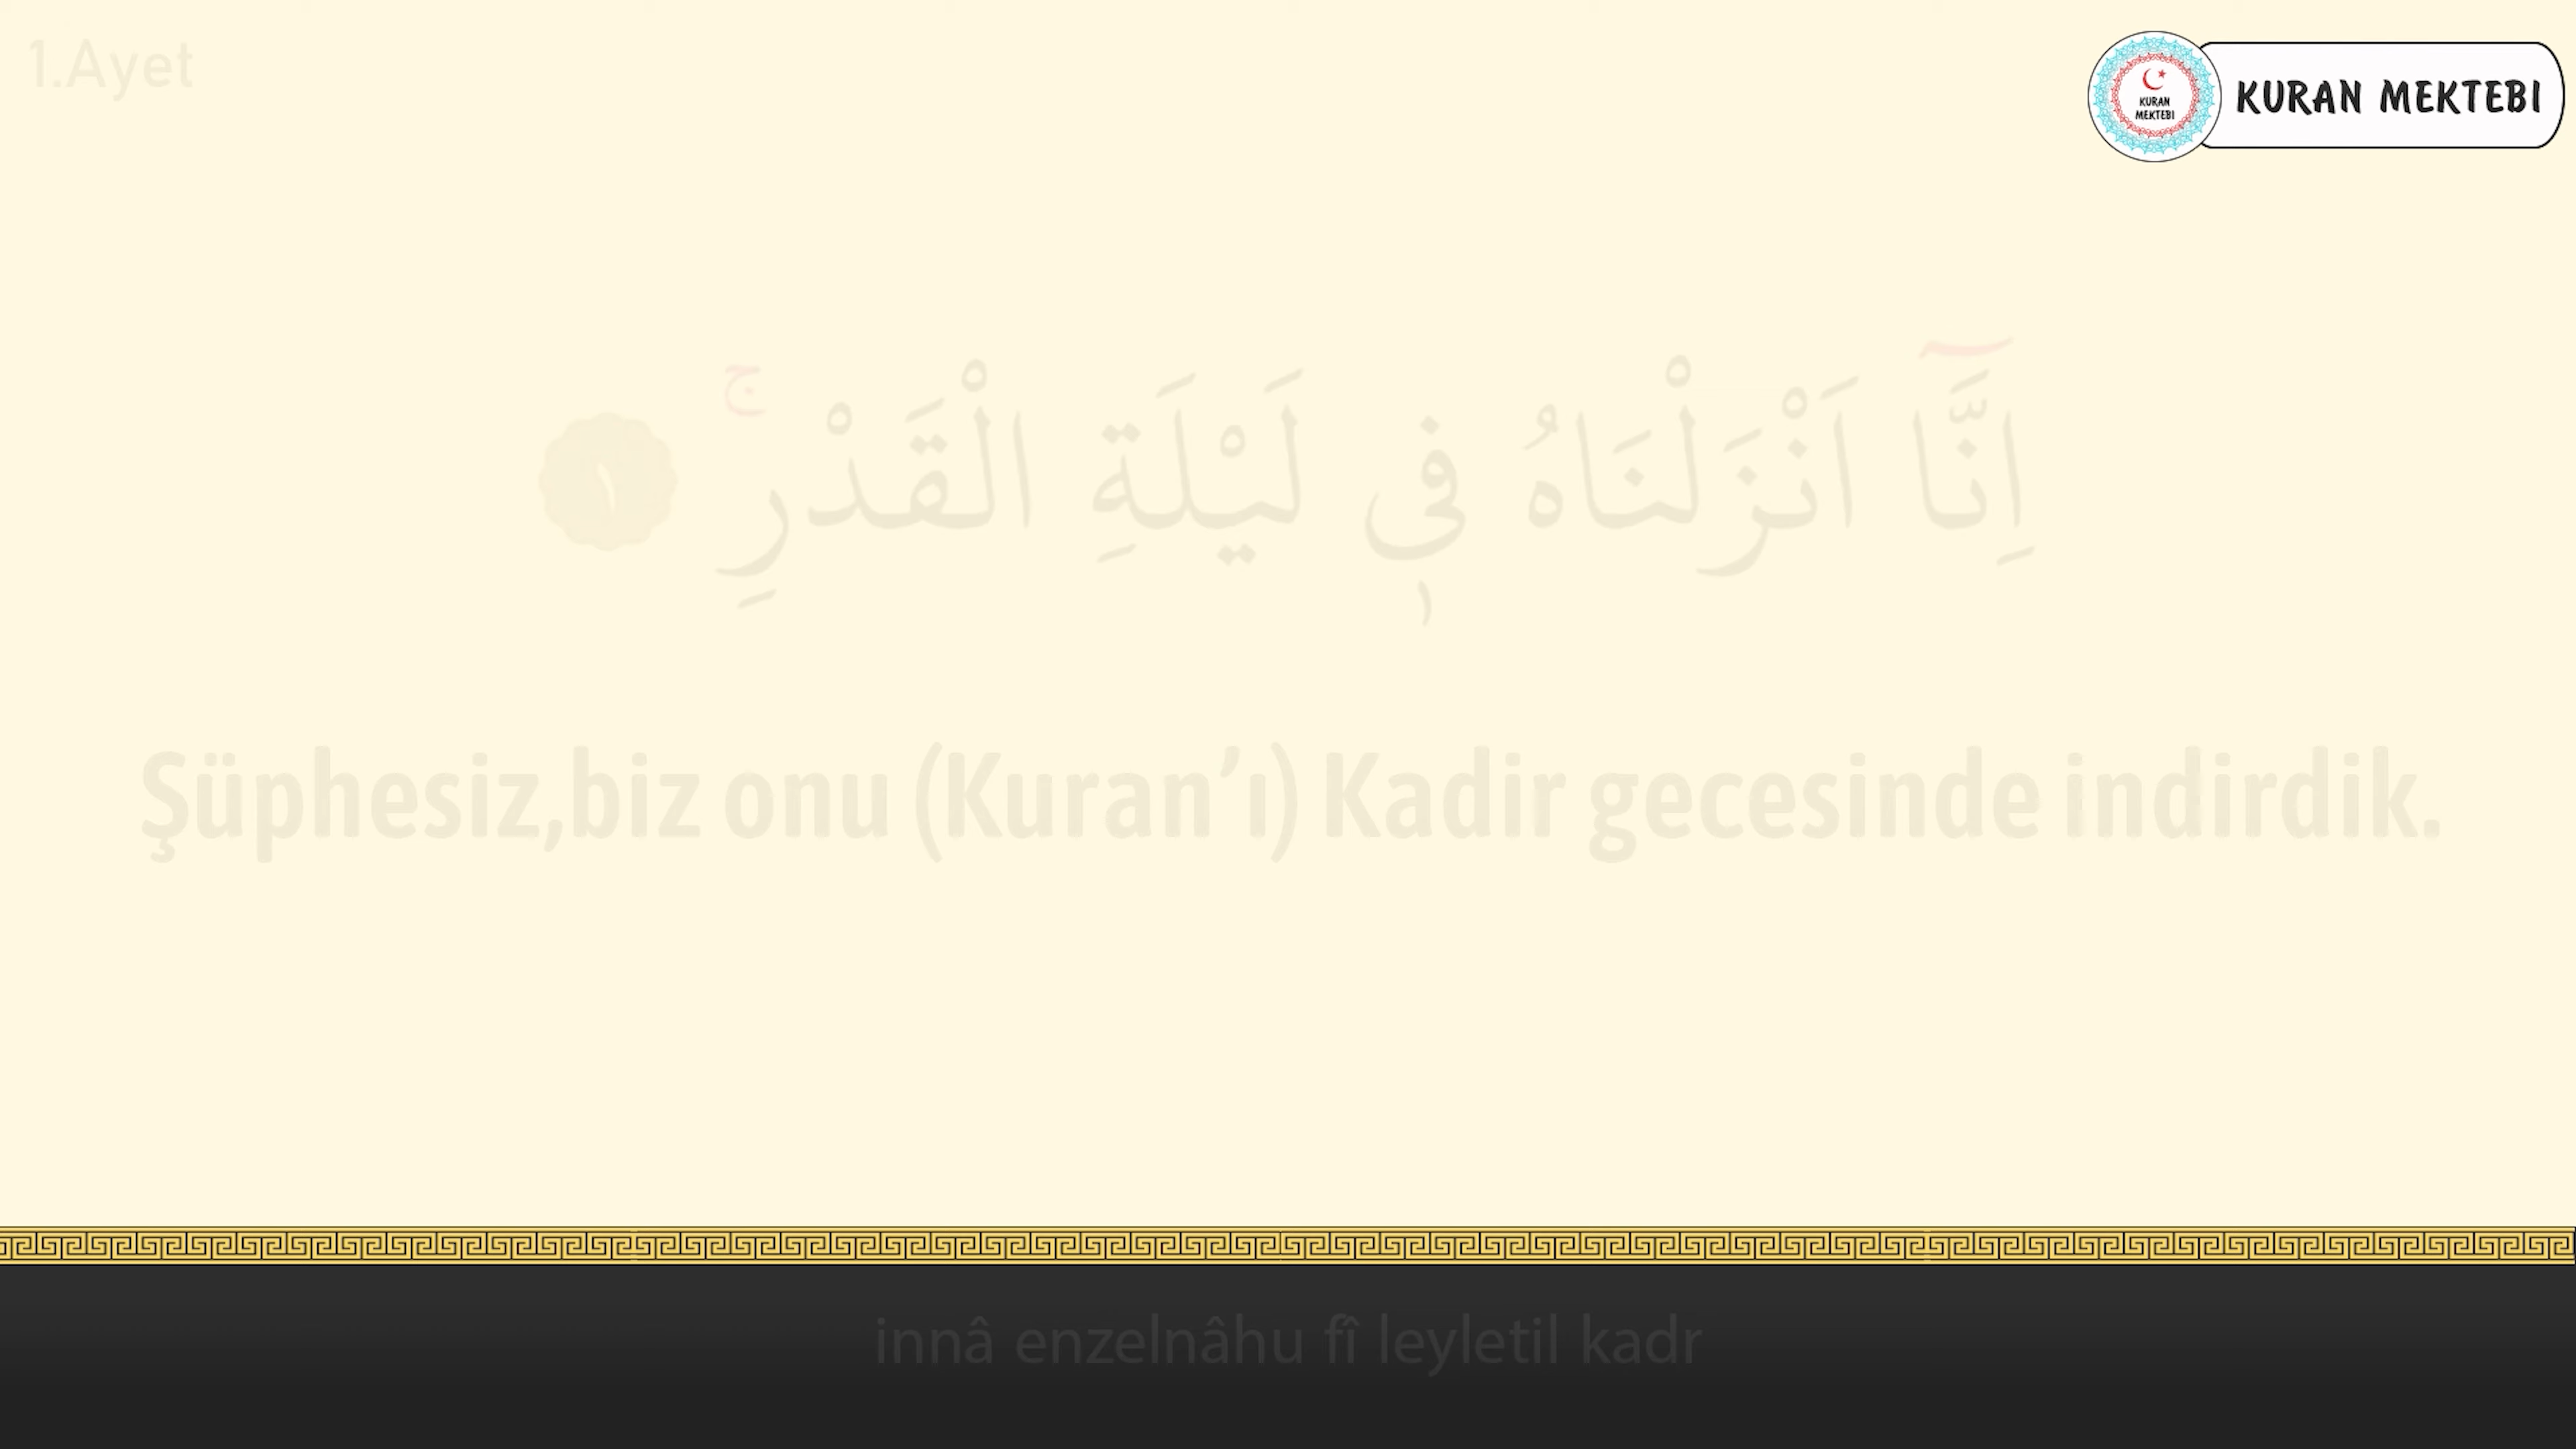 1.Ayet
KURAN
MEKTEBI
KURAN MEKTEBI
اِنَّٓا اَنْزَلْنَاهُ ف۪ي لَيْلَةِ الْقَدْرِۚ ﴿١﴾
Şüphesiz,biz onu (Kuran’ı) Kadir gecesinde indirdik.
innâ enzelnâhu fî leyletil kadr